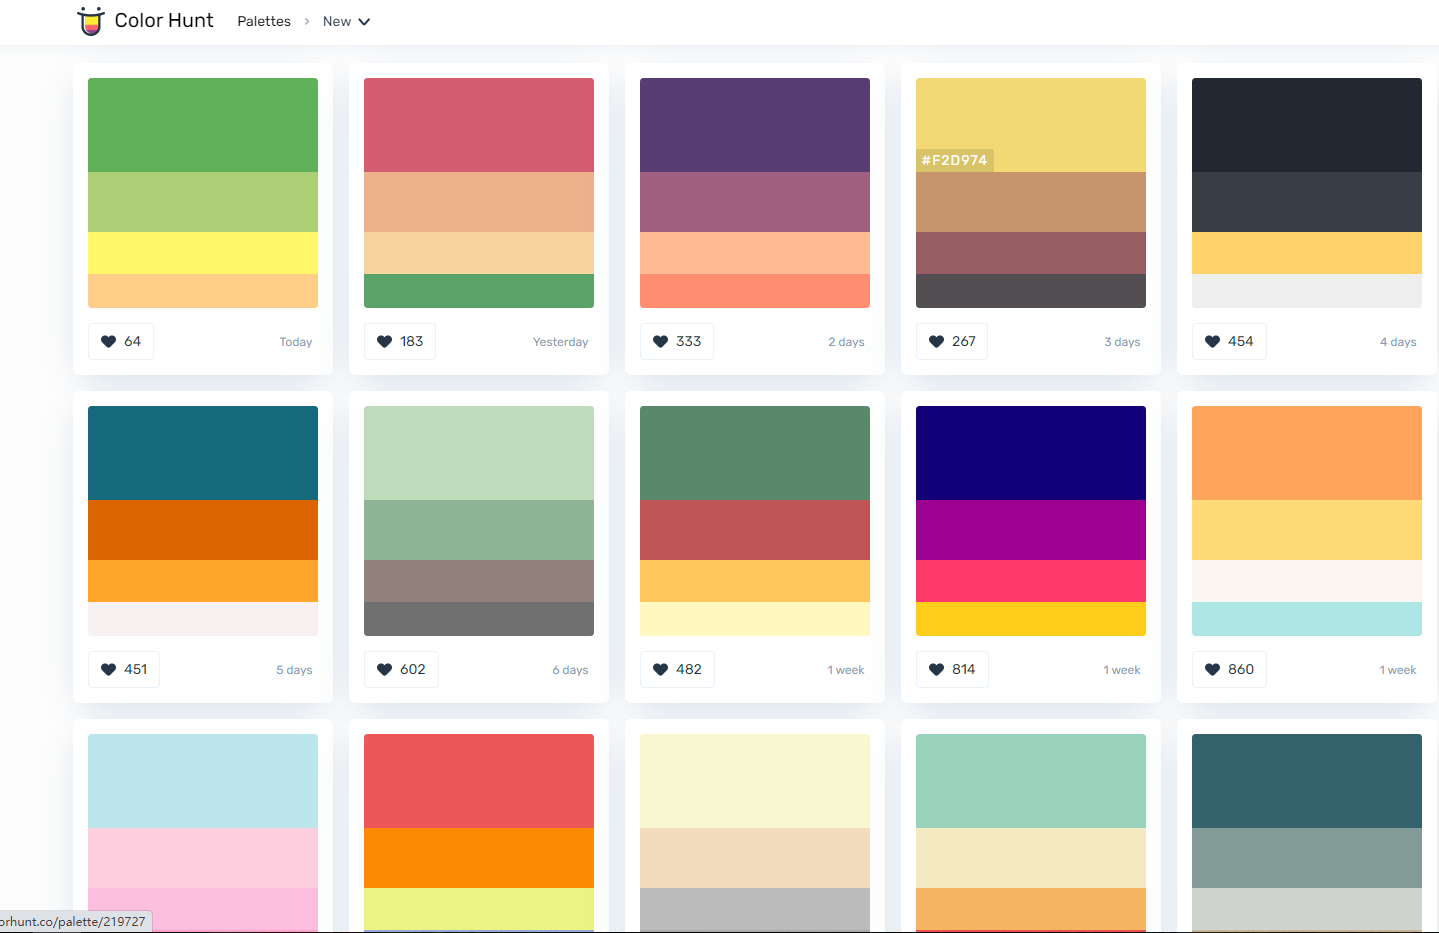 Color Hunt Palettes › New
#F2D974
64 Today
183 Yesterday
333 2 days
267 3 days
454 4 days
451 5 days
602 6 days
482 1 week
814 1 week
860 1 week
orhunt.co/palette/219727